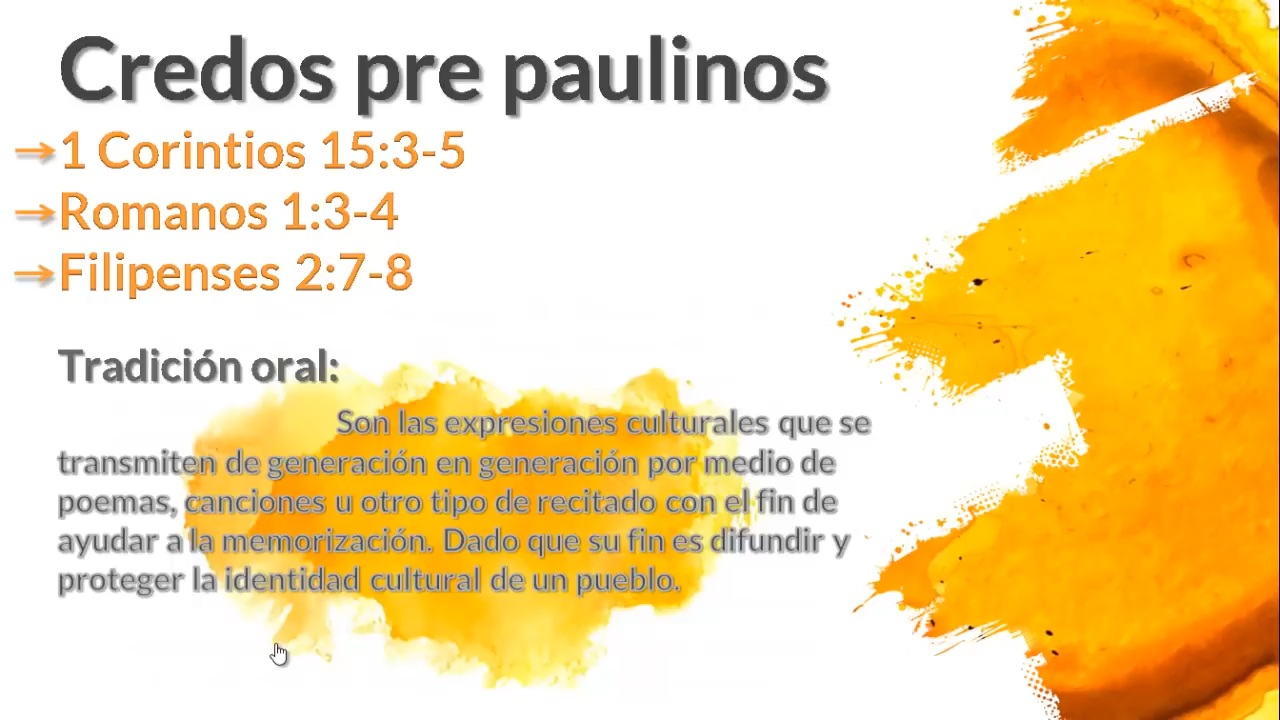 Credos pre paulinos
→1 Corintios 15:3-5
→Romanos 1:3-4
→Filipenses 2:7-8
Tradición oral:
Son las expresiones culturales que se
transmiten de generación en generación por medio de
poemas, canciones u otro tipo de recitado con el fin de
ayudar a la memorización. Dado que su fin es difundir y
proteger la identidad cultural de un pueblo.